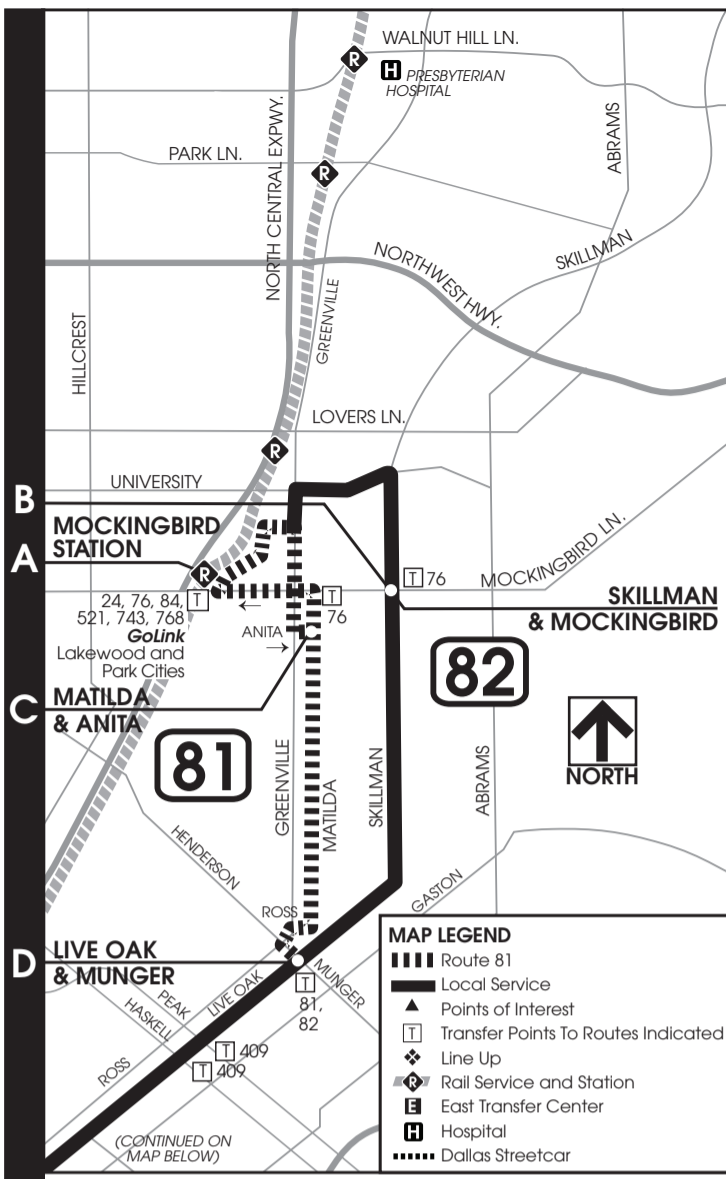 WALNUT HILL LN.
R
H PRESBYTERIAN
HOSPITAL
NORTH CENTRAL EXPWY.
ABRAMS
PARK LN.
R
SKILLMAN
NORTHWEST HWY.
GREENVILLE
HILLCREST
LOVERS LN.
R
UNIVERSITY
B
MOCKINGBIRD
STATION
A
R
MOCKINGBIRD LN.
T 76
24, 76, 84, T
521, 743, 768
GoLink
Lakewood and
Park Cities
←
T
76
ANITA
→
SKILLMAN
& MOCKINGBIRD
82
C
MATILDA
& ANITA
81
NORTH
GREENVILLE
MATILDA
SKILLMAN
ABRAMS
HENDERSON
GASTON
ROSS
D
LIVE OAK
& MUNGER
MUNGER
T
81,
82
LIVE OAK
PEAK
HASKELL
T 409
T 409
ROSS
(CONTINUED ON
MAP BELOW)
MAP LEGEND
Route 81
Local Service
Points of Interest
T Transfer Points To Routes Indicated
Line Up
R Rail Service and Station
E East Transfer Center
H Hospital
Dallas Streetcar